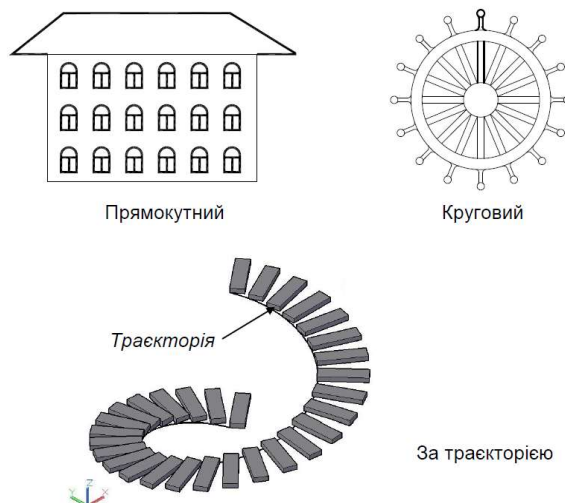 Прямокутний
Круговий
Траєкторія
За траєкторією
Z
Y
X